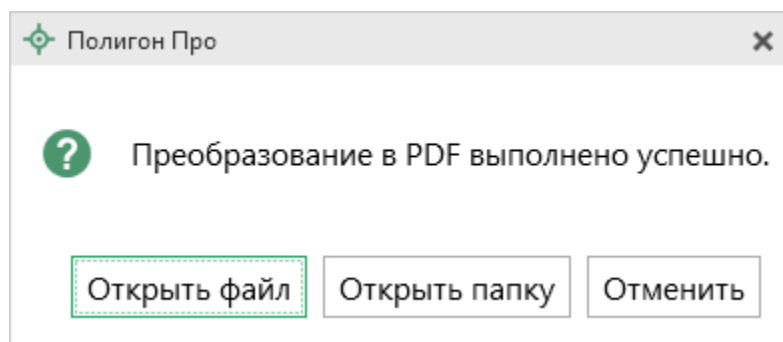 Полигон Про
Преобразование в PDF выполнено успешно.
Открыть файл
Открыть папку
Отменить